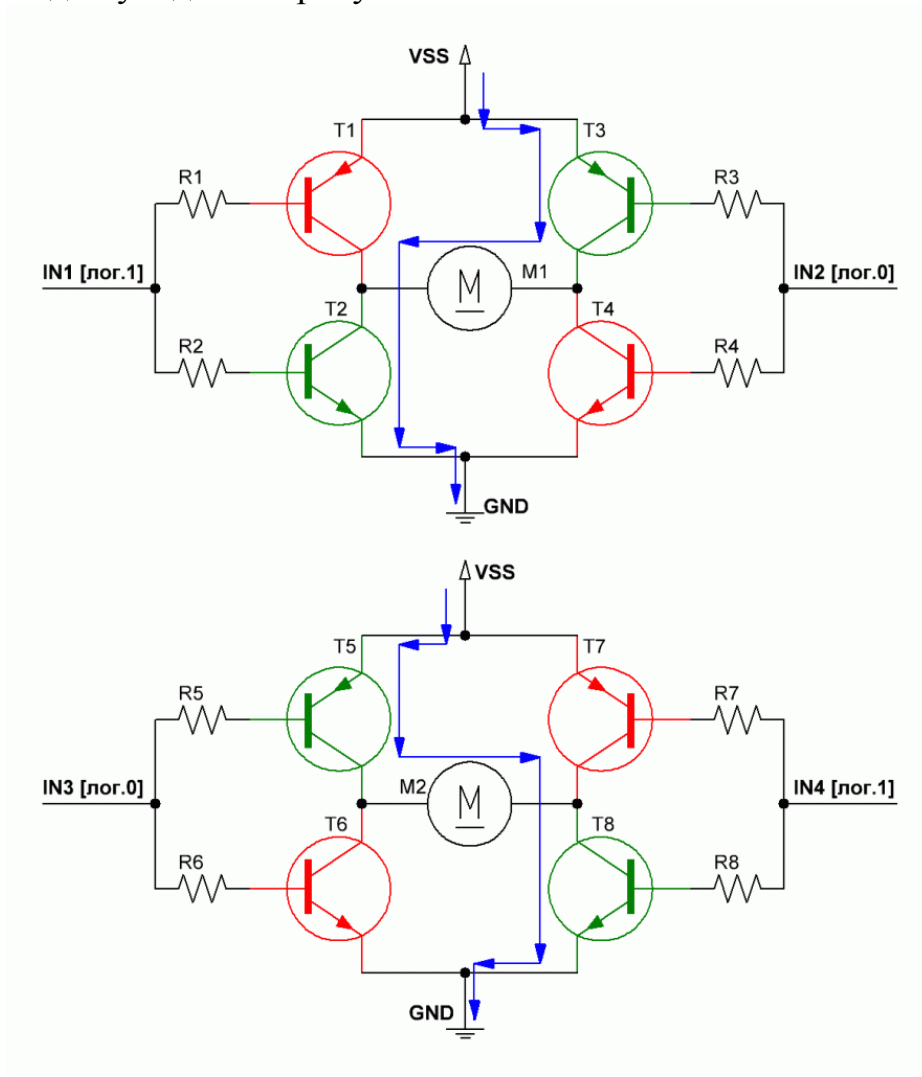 VSS
T1 T3
R1 R3
IN1 [лог.1] M M1 IN2 [лог.0]
T2 T4
R2 R4
GND
VSS
T5 T7
R5 R7
IN3 [лог.0] M2 M IN4 [лог.1]
T6 T8
R6 R8
GND